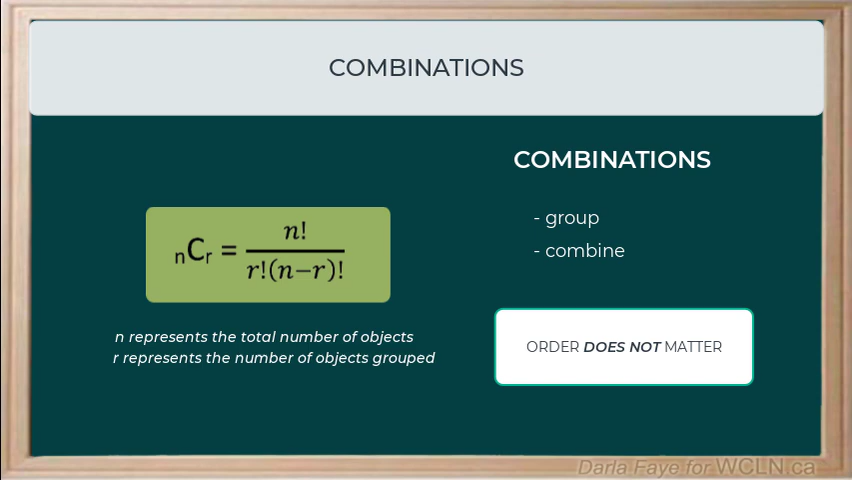 COMBINATIONS
nCr = n! / r!(n−r)!
n represents the total number of objects
r represents the number of objects grouped
COMBINATIONS
- group
- combine
ORDER DOES NOT MATTER
Darla Faye for WCLN.ca